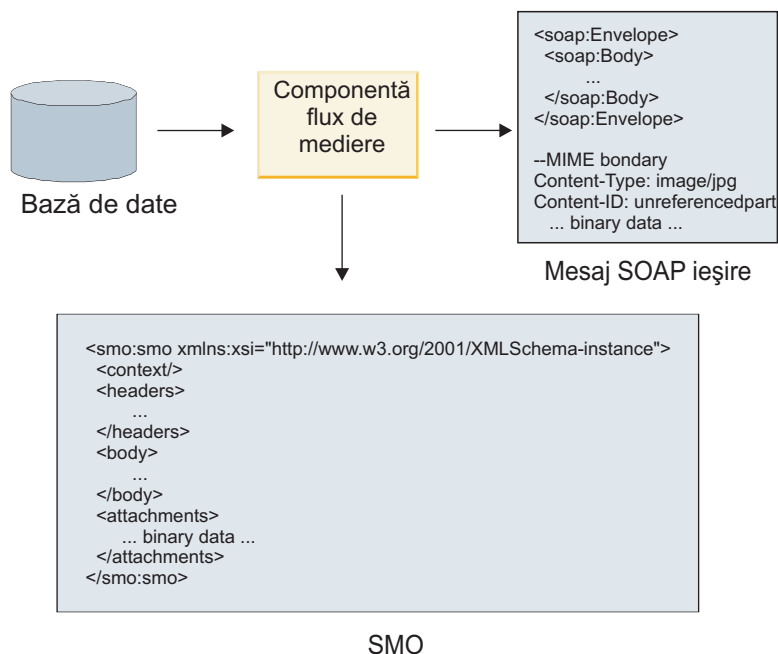 Bază de date
Componentă
flux de
mediere
<soap:Envelope>
<soap:Body>
...
</soap:Body>
</soap:Envelope>
--MIME bondary
Content-Type: image/jpg
Content-ID: unreferencedpart
... binary data ...
Mesaj SOAP ieşire
<smo:smo xmlns:xsi="http://www.w3.org/2001/XMLSchema-instance">
<context/>
<headers>
...
</headers>
<body>
...
</body>
<attachments>
... binary data ...
</attachments>
</smo:smo>
SMO